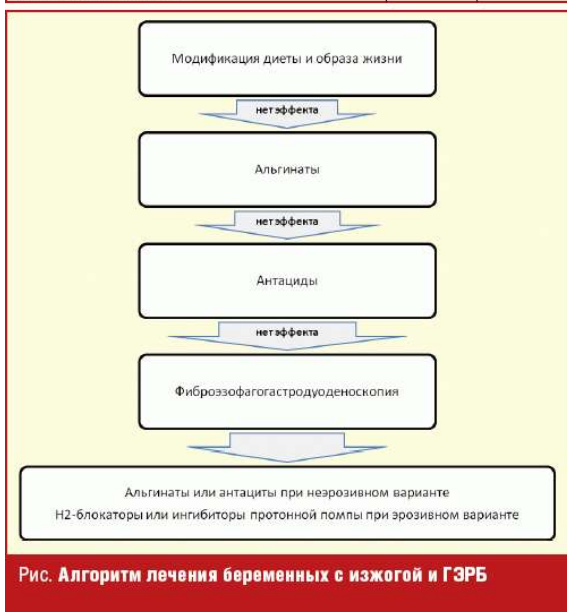 Модификация диеты и образа жизни
нет эффекта
Альгинаты
нет эффекта
Антациды
нет эффекта
Фиброэзофагогастродуоденоскопия
Альгинаты или антациты при неэрозивном варианте
Н2-блокаторы или ингибиторы протонной помпы при эрозивном варианте
Рис. Алгоритм лечения беременных с изжогой и ГЭРБ